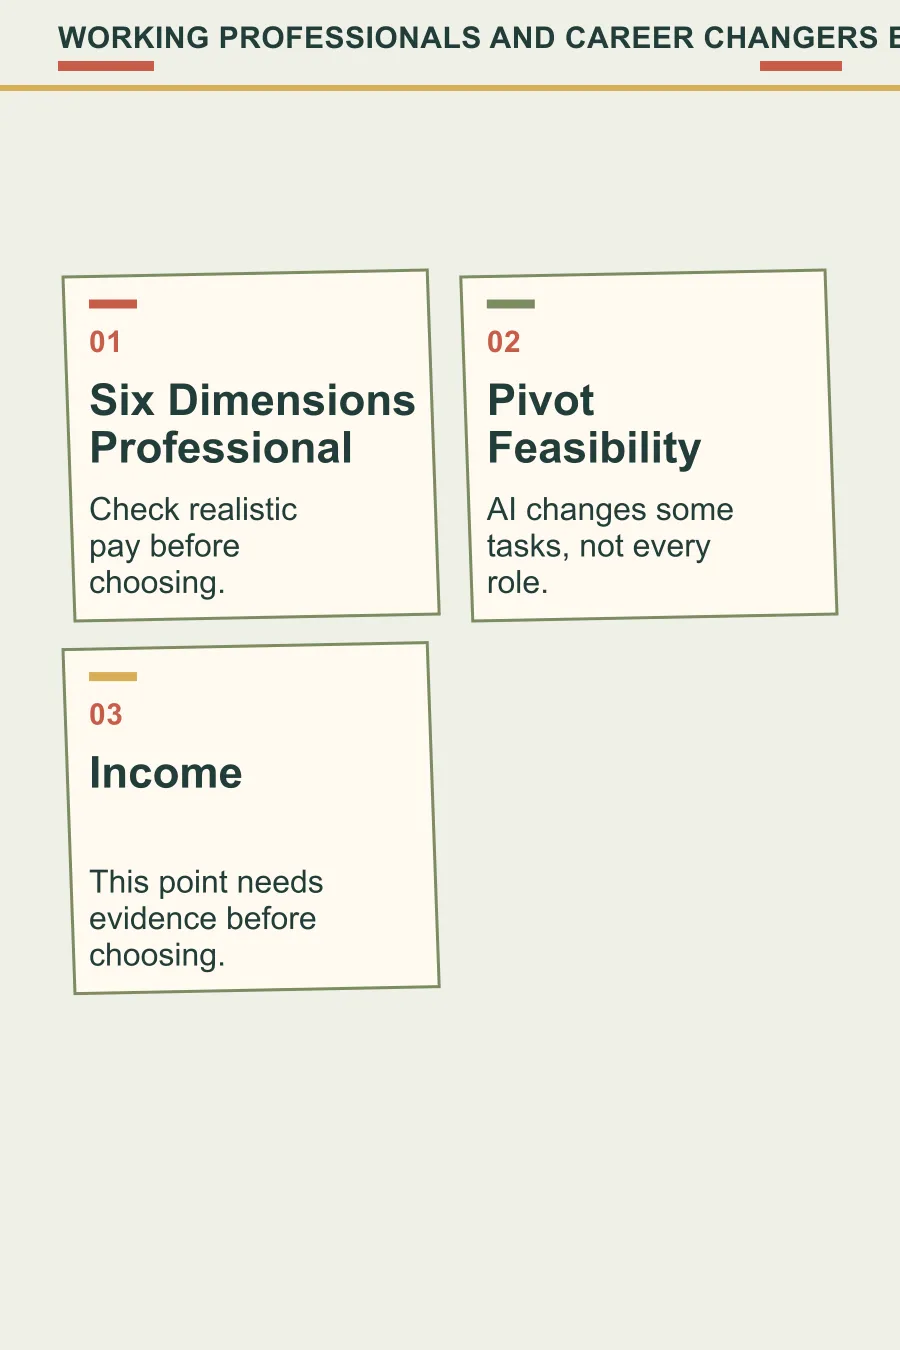 WORKING PROFESSIONALS AND CAREER CHANGERS E
01
Six Dimensions
Professional
Check realistic
pay before
choosing.
02
Pivot
Feasibility
AI changes some
tasks, not every
role.
03
Income
This point needs
evidence before
choosing.